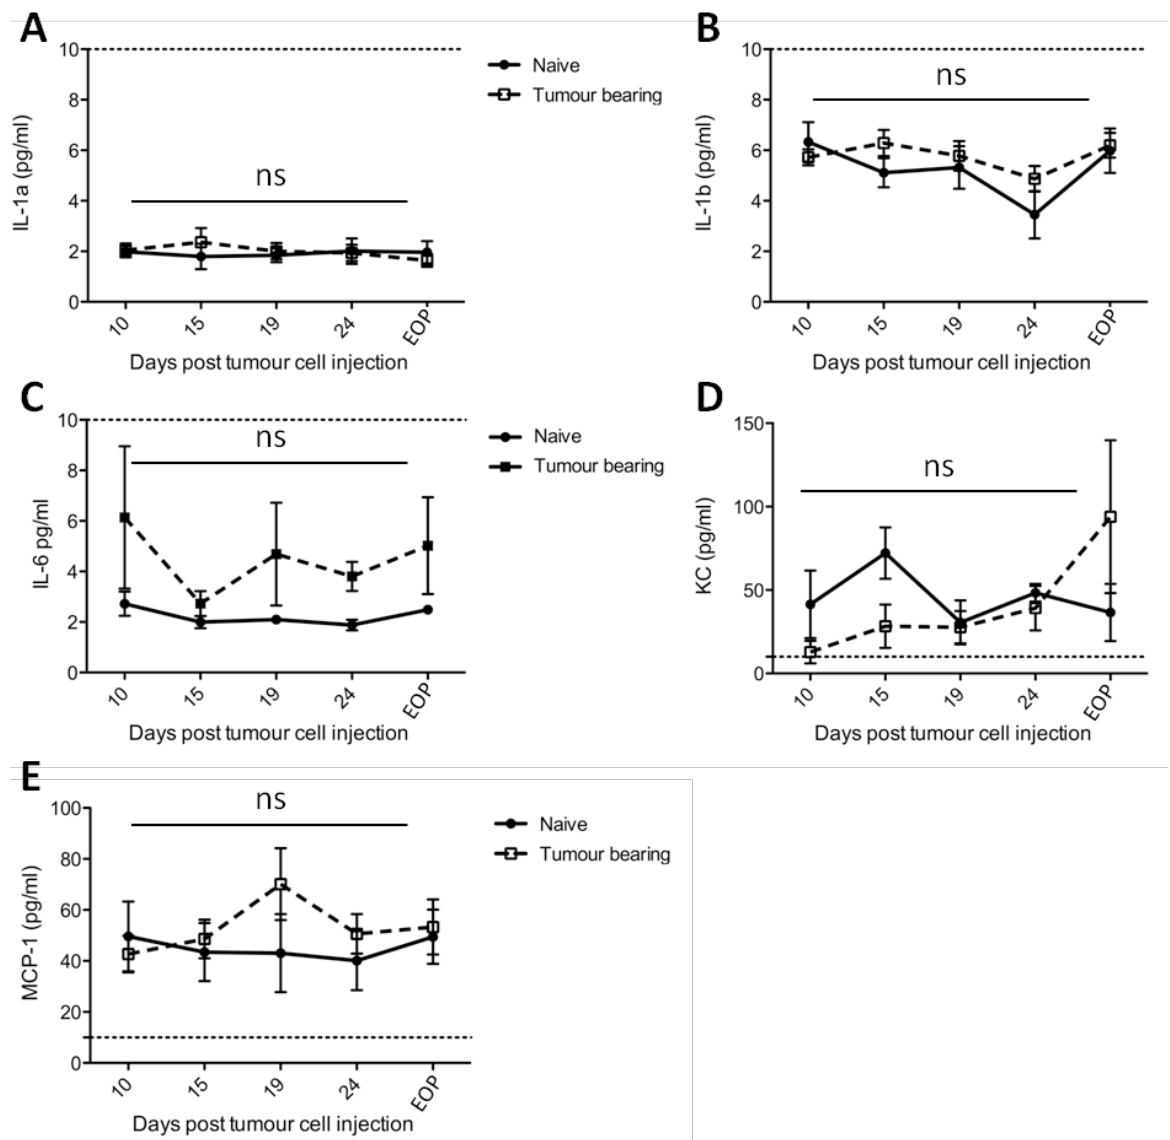 A
10
8
6
4
2
0
IL-1a (pg/ml)
ns
10
15
19
24
EOP
Days post tumour cell injection
Naive
Tumour bearing
B
10
8
6
4
2
0
IL-1b (pg/ml)
ns
10
15
19
24
EOP
Days post tumour cell injection
C
10
8
6
4
2
0
IL-6 pg/ml
ns
10
15
19
24
EOP
Days post tumour cell injection
Naive
Tumour bearing
D
150
100
50
0
KC (pg/ml)
ns
10
15
19
24
EOP
Days post tumour cell injection
E
100
80
60
40
20
0
MCP-1 (pg/ml)
ns
10
15
19
24
EOP
Days post tumour cell injection
Naive
Tumour bearing